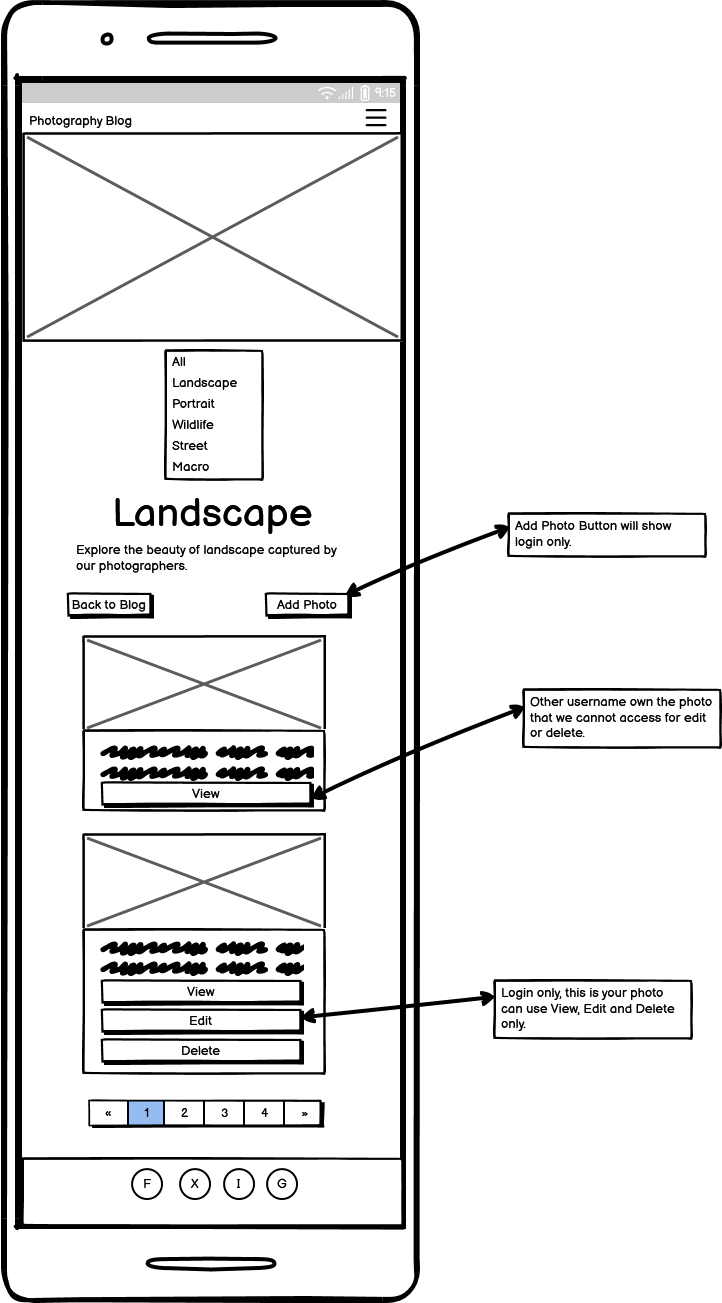 9:15
Photography Blog
All
Landscape
Portrait
Wildlife
Street
Macro
Landscape
Explore the beauty of landscape captured by
our photographers.
Back to Blog
Add Photo
Add Photo Button will show
login only.
View
Other username own the photo
that we cannot access for edit
or delete.
View
Edit
Delete
Login only, this is your photo
can use View, Edit and Delete
only.
« 1 2 3 4 »
F X I G